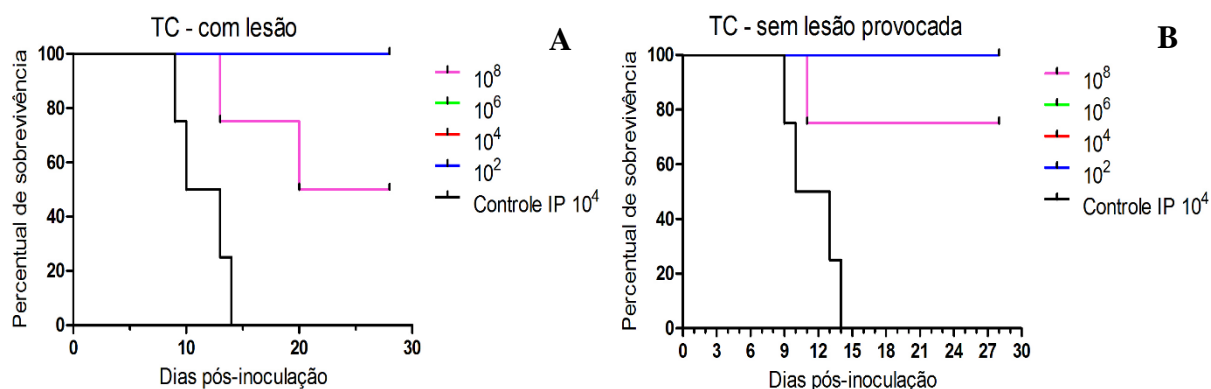 TC - com lesão
A
Percentual de sobrevivência
100
80
60
40
20
0
0 10 20 30
Dias pós-inoculação
10⁸
10⁶
10⁴
10²
Controle IP 10⁴
TC - sem lesão provocada
B
Percentual de sobrevivência
100
80
60
40
20
0
0 3 6 9 12 15 18 21 24 27 30
Dias pós-inoculação
10⁸
10⁶
10⁴
10²
Controle IP 10⁴